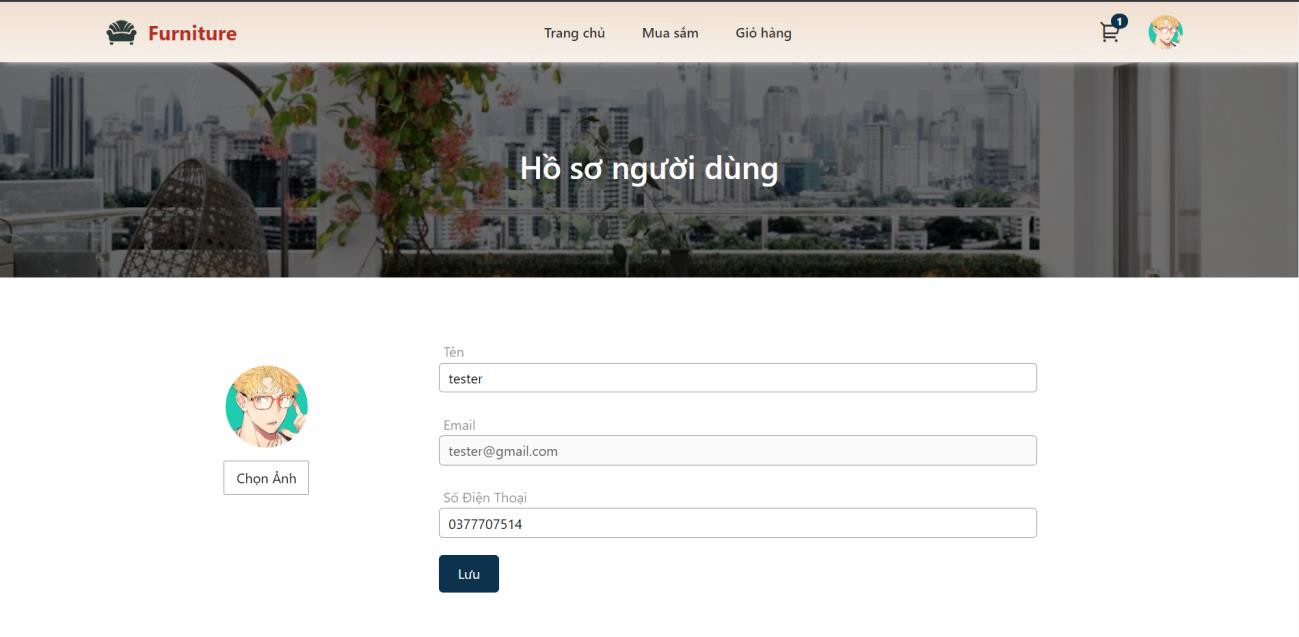 Furniture
Trang chủ
Mua sắm
Giỏ hàng
1
Hồ sơ người dùng
Chọn Ảnh
Tên
tester
Email
tester@gmail.com
Số Điện Thoại
0377707514
Lưu